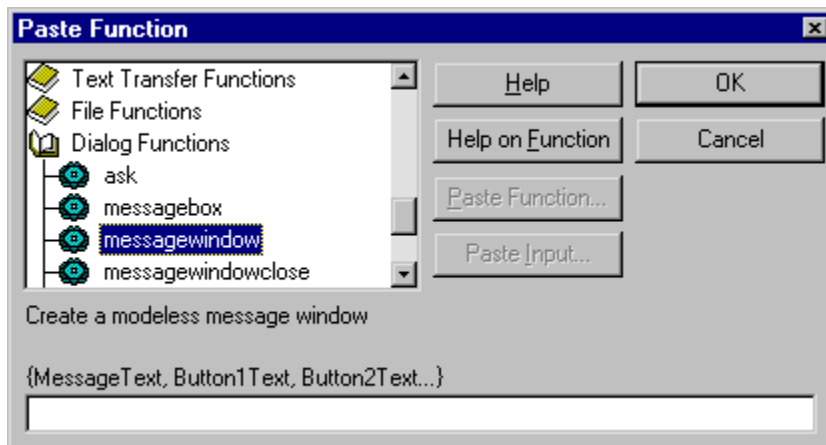 Paste Function
Text Transfer Functions
File Functions
Dialog Functions
ask
messagebox
messagewindow
messagewindowclose
Help
OK
Help on Function
Cancel
Paste Function...
Paste Input...
Create a modeless message window
{MessageText, Button1Text, Button2Text...}